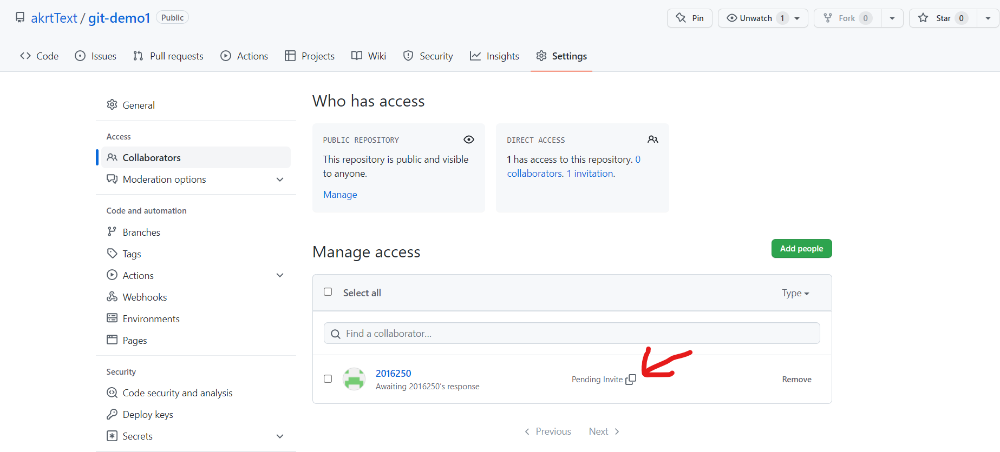 akrtText / git-demo1 Public
Pin
Unwatch 1
Fork 0
Star 0
Code
Issues
Pull requests
Actions
Projects
Wiki
Security
Insights
Settings
General
Access
Collaborators
Moderation options
Code and automation
Branches
Tags
Actions
Webhooks
Environments
Pages
Security
Code security and analysis
Deploy keys
Secrets
Who has access
PUBLIC REPOSITORY
This repository is public and visible
to anyone.
Manage
DIRECT ACCESS
1 has access to this repository. 0
collaborators. 1 invitation.
Manage access
Add people
Select all
Type
Find a collaborator...
2016250
Awaiting 2016250's response
Pending Invite
Remove
Previous
Next